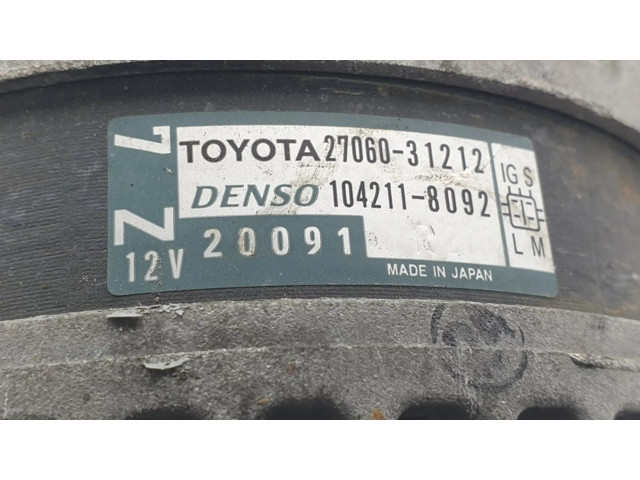 Z Z
TOYOTA 27060-31212
DENSO 104211-8092
12V 20091
MADE IN JAPAN
IG S
L M